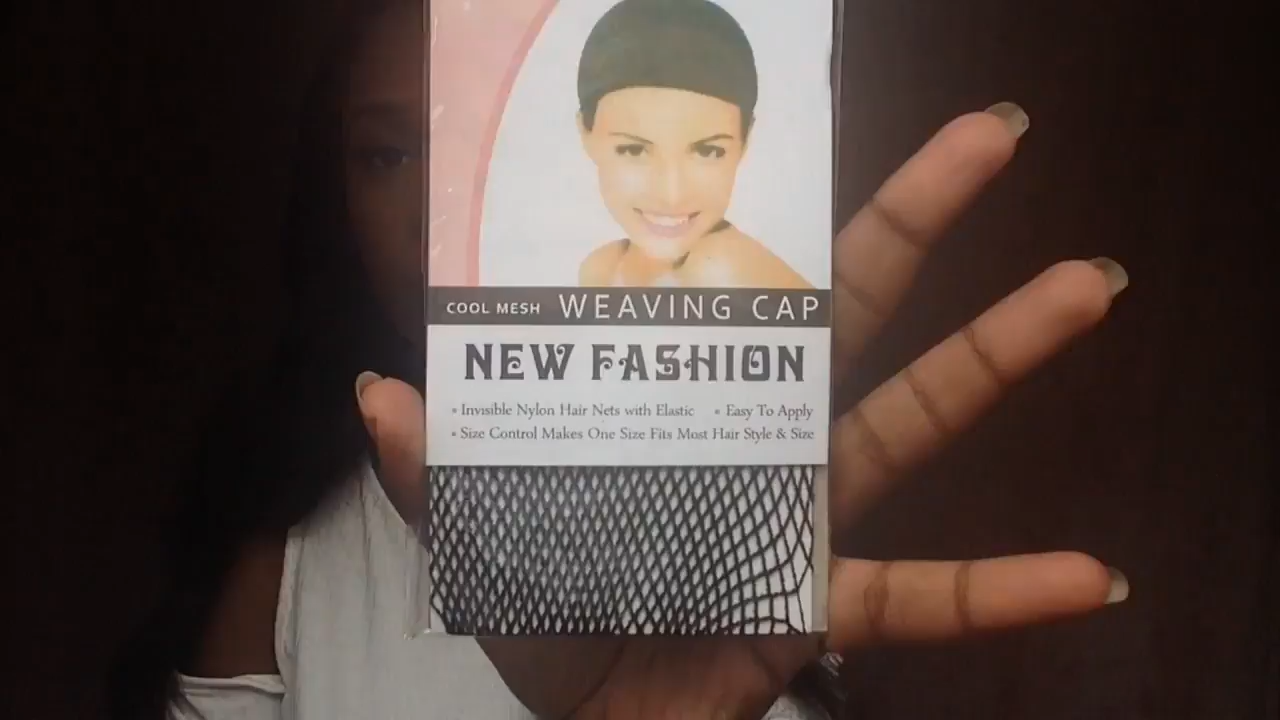 COOL MESH WEAVING CAP
NEW FASHION
• Invisible Nylon Hair Nets with Elastic • Easy To Apply
• Size Control Makes One Size Fits Most Hair Style & Size